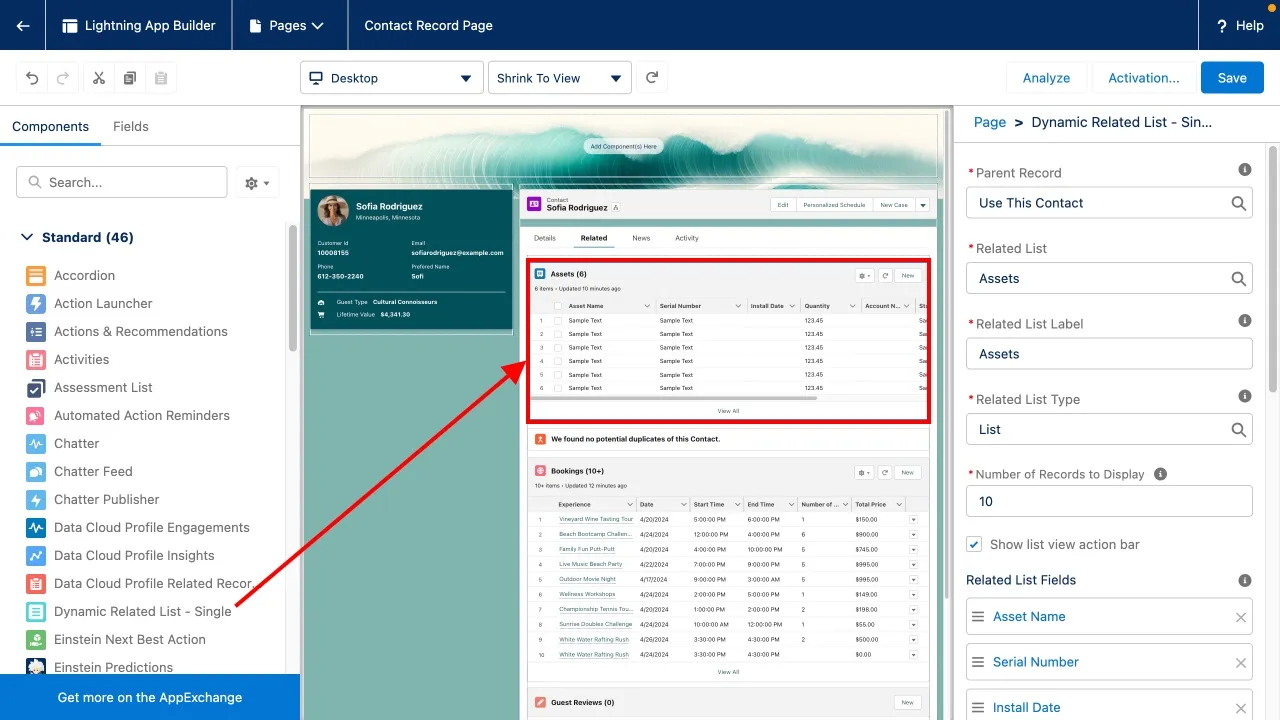 Lightning App Builder
Pages
Contact Record Page
? Help
Desktop
Shrink To View
Analyze
Activation...
Save
Components
Fields
Search...
Standard (46)
Accordion
Action Launcher
Actions & Recommendations
Activities
Assessment List
Automated Action Reminders
Chatter
Chatter Feed
Chatter Publisher
Data Cloud Profile Engagements
Data Cloud Profile Insights
Data Cloud Profile Related Recor
Dynamic Related List - Single
Einstein Next Best Action
Einstein Predictions
Get more on the AppExchange
Add Component(s) Here
Sofia Rodriguez
Minneapolis, Minnesota
Customer Id
Email
10008155
sofiarodriguez@example.com
Phone
Prefered Name
612-350-2240
Sofi
Guest Type Cultural Connoisseurs
Lifetime Value $4,341.30
Contact
Sofia Rodriguez
Edit
Personalized Schedule
New Case
Details
Related
News
Activity
Assets (6)
New
6 items • Updated 10 minutes ago
Asset Name Serial Number Install Date Quantity Account N... Sta
1 Sample Text Sample Text 123.45 Sa
2 Sample Text Sample Text 123.45 Sa
3 Sample Text Sample Text 123.45 Sa
4 Sample Text Sample Text 123.45 Sa
5 Sample Text Sample Text 123.45 Sa
6 Sample Text Sample Text 123.45 Sa
View All
We found no potential duplicates of this Contact.
Bookings (10+)
New
10+ items • Updated 12 minutes ago
Experience Date Start Time End Time Number of ... Total Price
1 Vineyard Wine Tasting Tour 4/20/2024 5:00:00 PM 6:00:00 PM 1 $150.00
2 Beach Bootcamp Challen... 4/24/2024 12:00:00 PM 4:00:00 PM 6 $900.00
3 Family Fun Putt-Putt 4/20/2024 4:00:00 PM 10:00:00 PM 5 $745.00
4 Live Music Beach Party 4/22/2024 7:00:00 PM 9:00:00 PM 5 $995.00
5 Outdoor Movie Night 4/17/2024 9:00:00 PM 3:00:00 AM 5 $995.00
6 Wellness Workshops 4/24/2024 2:00:00 PM 5:00:00 PM 1 $149.00
7 Championship Tennis Tou... 4/20/2024 1:00:00 PM 2:00:00 PM 2 $198.00
8 Sunrise Doubles Challenge 4/24/2024 10:00:00 AM 12:00:00 PM 1 $55.00
9 White Water Rafting Rush 4/26/2024 3:30:00 PM 4:30:00 PM 2 $500.00
10 White Water Rafting Rush 4/24/2024 3:30:00 PM 4:30:00 PM $0.00
View All
Guest Reviews (0)
New
Page > Dynamic Related List - Sin...
*Parent Record
Use This Contact
*Related List
Assets
*Related List Label
Assets
*Related List Type
List
*Number of Records to Display
10
Show list view action bar
Related List Fields
Asset Name
Serial Number
Install Date